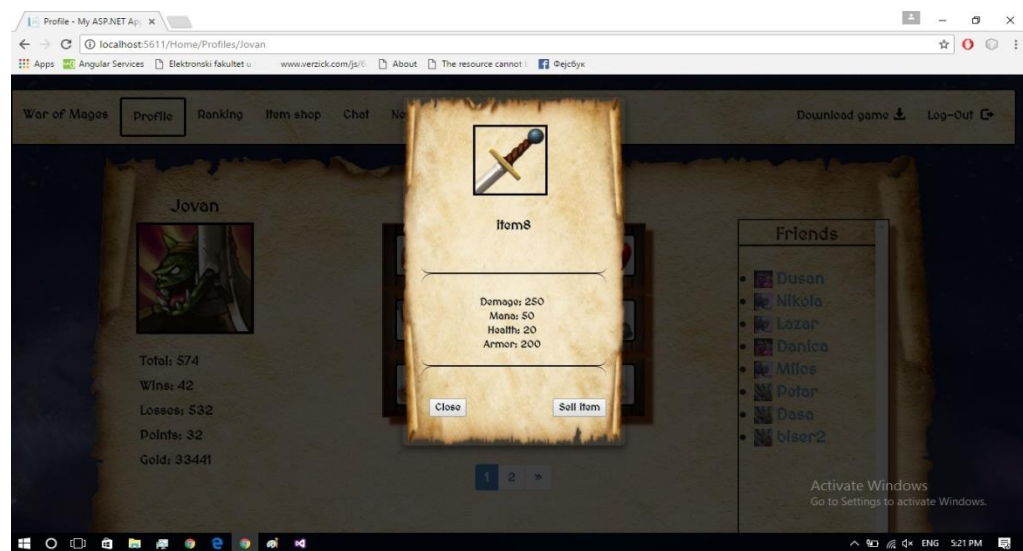 Profile - My ASP.NET Ap
localhost:5611/Home/Profiles/Jovan
Apps Angular Services Elektronski fakultet u www.verzick.com/js/6 About The resource cannot Фејсбук
War of Mages Profile Ranking Item shop Chat Download game Log-Out
Jovan
Total: 574
Wins: 42
Losses: 532
Points: 32
Gold: 33441
Item8
Demage: 250
Mana: 50
Health: 20
Armor: 200
Close Sell Item
1 2 »
Friends
Dusan
Nikola
Lazar
Danica
Milos
Petar
Dasa
biser2
Activate Windows
Go to Settings to activate Windows.
ENG 5:21 PM